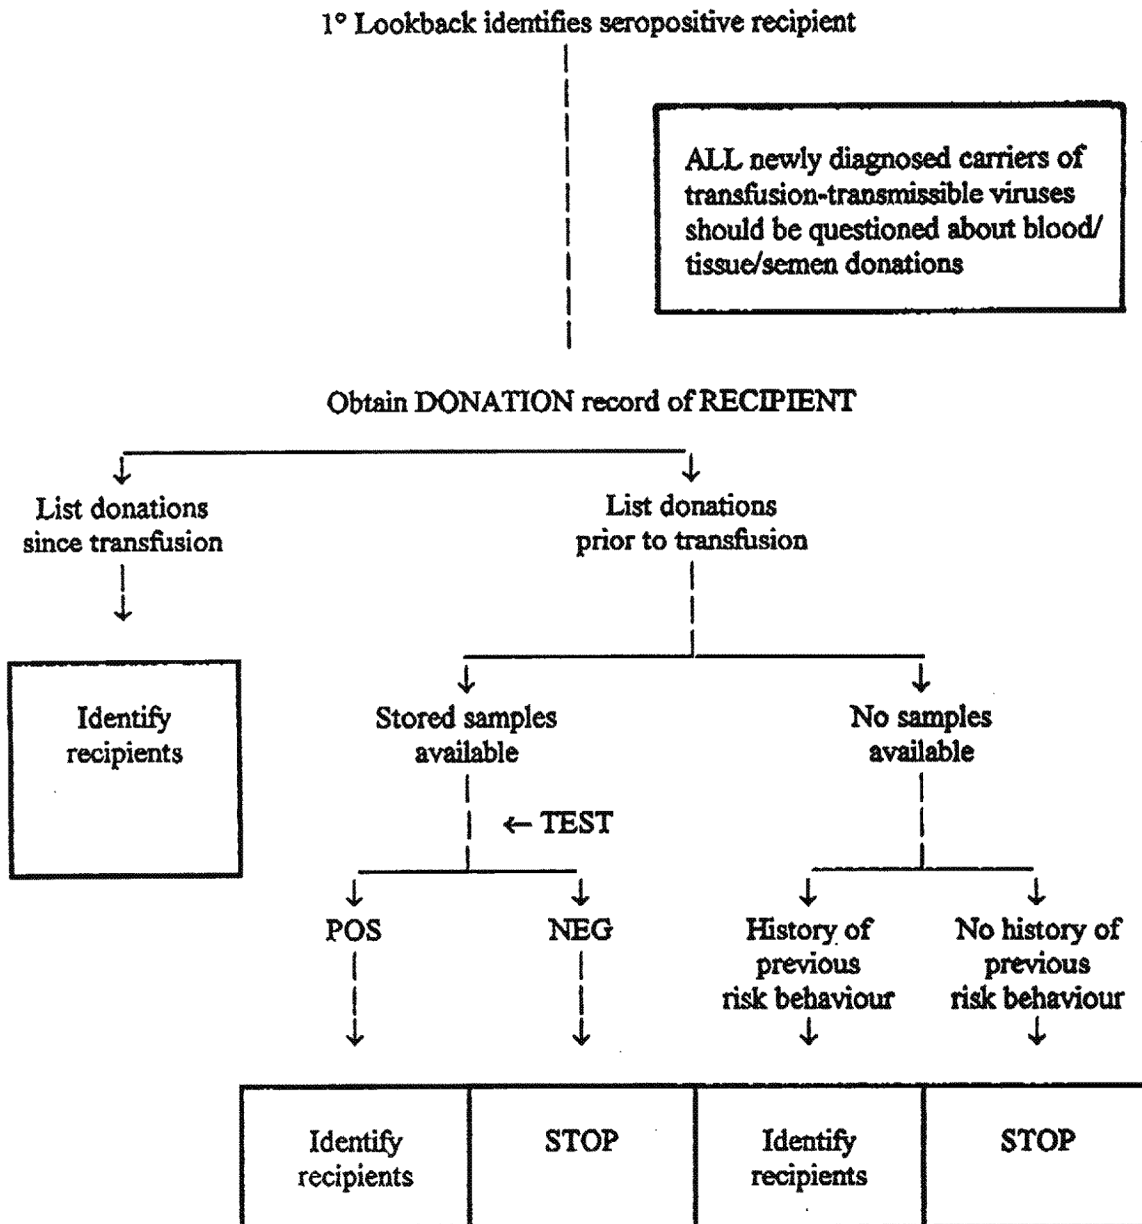 1° Lookback identifies seropositive recipient
ALL newly diagnosed carriers of
transfusion-transmissible viruses
should be questioned about blood/
tissue/semen donations
Obtain DONATION record of RECIPIENT
List donations
since transfusion
List donations
prior to transfusion
Identify
recipients
Stored samples
available
No samples
available
← TEST
POS
NEG
History of
previous
risk behaviour
No history of
previous
risk behaviour
Identify
recipients
STOP
Identify
recipients
STOP